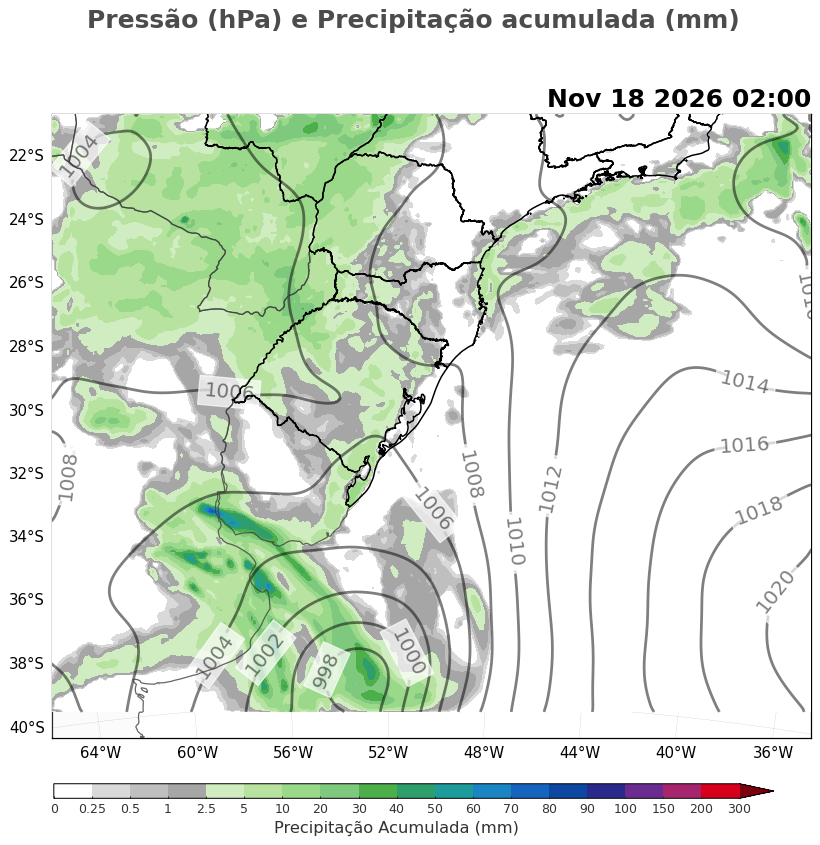 Pressão (hPa) e Precipitação acumulada (mm)
Nov 18 2026 02:00
22°S
24°S
26°S
28°S
30°S
32°S
34°S
36°S
38°S
40°S
1004
1006
1008
1006
1008
1010
1012
1014
1016
1018
1020
1004
1002
998
1000
64°W 60°W 56°W 52°W 48°W 44°W 40°W 36°W
0 0.25 0.5 1 2.5 5 10 20 30 40 50 60 70 80 90 100 150 200 300
Precipitação Acumulada (mm)